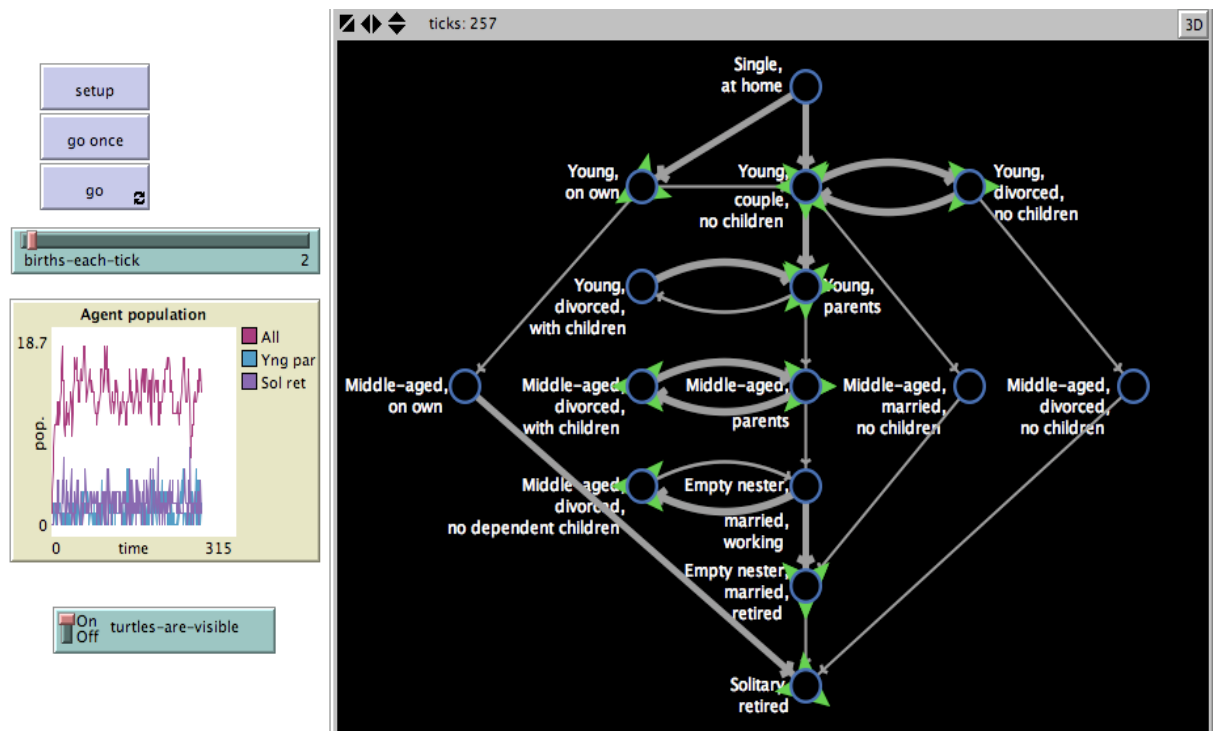 ticks: 257
3D
setup
go once
go
births-each-tick 2
Agent population
18.7
pop.
0
0 time 315
All
Yng par
Sol ret
On
Off
turtles-are-visible
Single,
at home
Young,
on own
Young,
couple,
no children
Young,
divorced,
no children
Young,
divorced,
with children
Young,
parents
Middle-aged,
on own
Middle-aged,
divorced,
with children
Middle-aged,
parents
Middle-aged,
married,
no children
Middle-aged,
divorced,
no children
Middle-aged,
divorced,
no dependent children
Empty nester,
married,
working
Empty nester,
married,
retired
Solitary,
retired